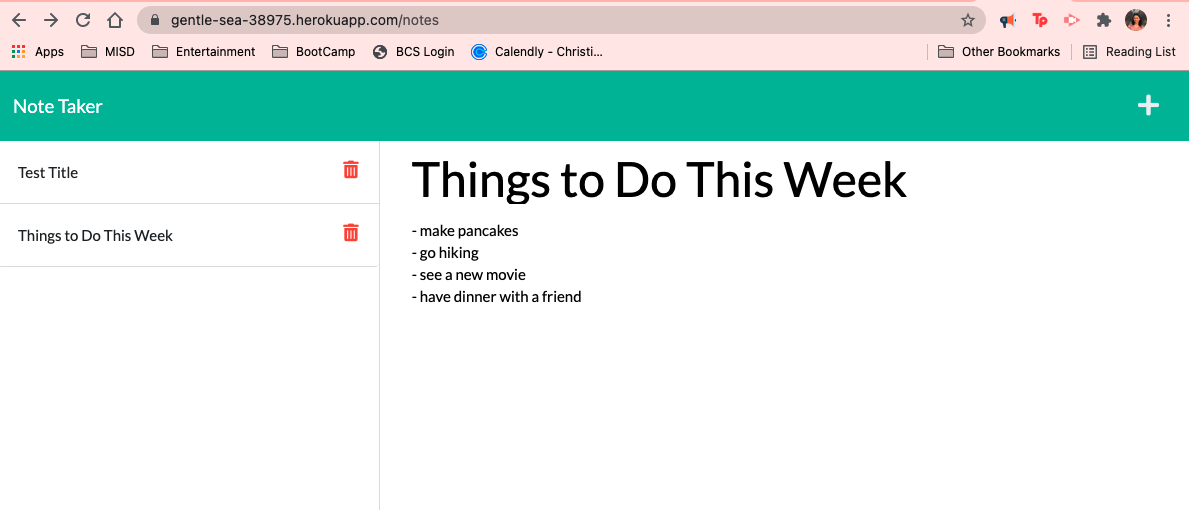 gentle-sea-38975.herokuapp.com/notes
Tp
Apps MISD Entertainment BootCamp BCS Login Calendly - Christi... Other Bookmarks Reading List
Note Taker
Test Title
Things to Do This Week
Things to Do This Week
- make pancakes
- go hiking
- see a new movie
- have dinner with a friend